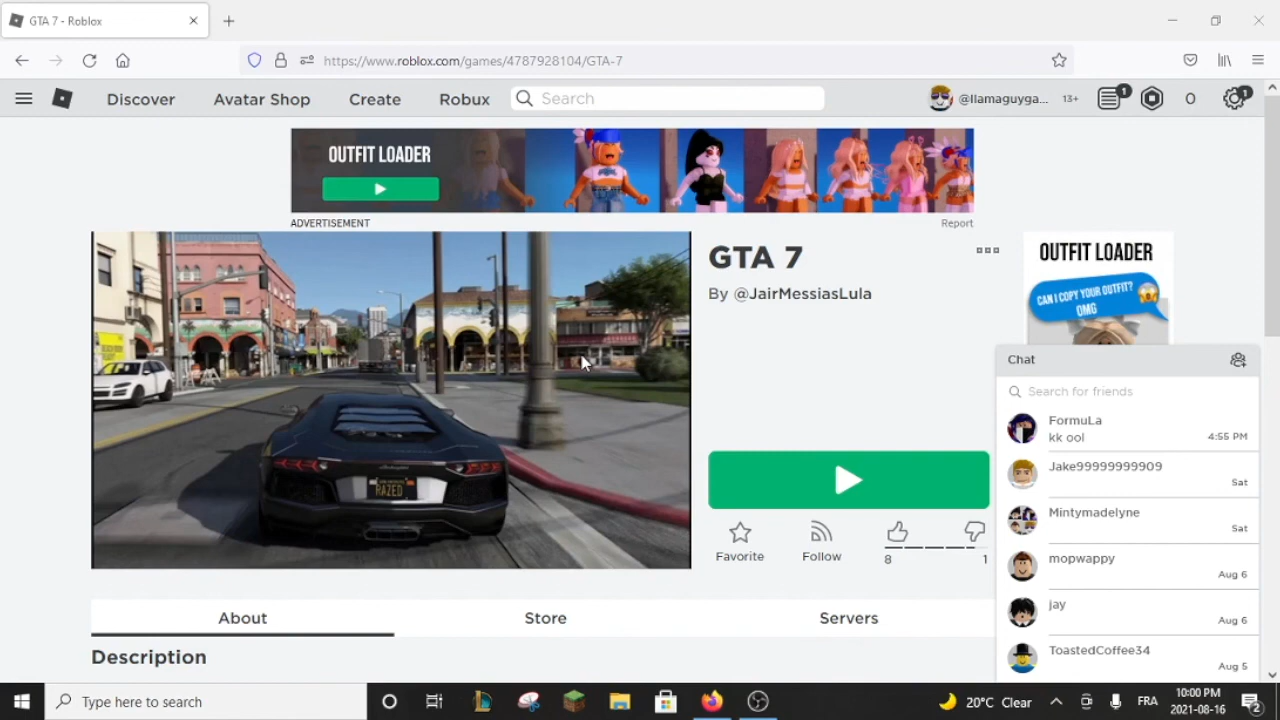 GTA 7 - Roblox
https://www.roblox.com/games/4787928104/GTA-7
Discover
Avatar Shop
Create
Robux
Search
@llamaguyga...
13+
1
0
1
OUTFIT LOADER
ADVERTISEMENT
Report
RAZED
GTA 7
By @JairMessiasLula
OUTFIT LOADER
CAN I COPY YOUR OUTFIT?
OMG
Favorite
Follow
8
1
Chat
Search for friends
FormuLa
kk ool
4:55 PM
Jake99999999909
Sat
Mintymadelyne
Sat
mopwappy
Aug 6
jay
Aug 6
ToastedCoffee34
Aug 5
About
Store
Servers
Description
Type here to search
20°C Clear
FRA
10:00 PM
2021-08-16
2